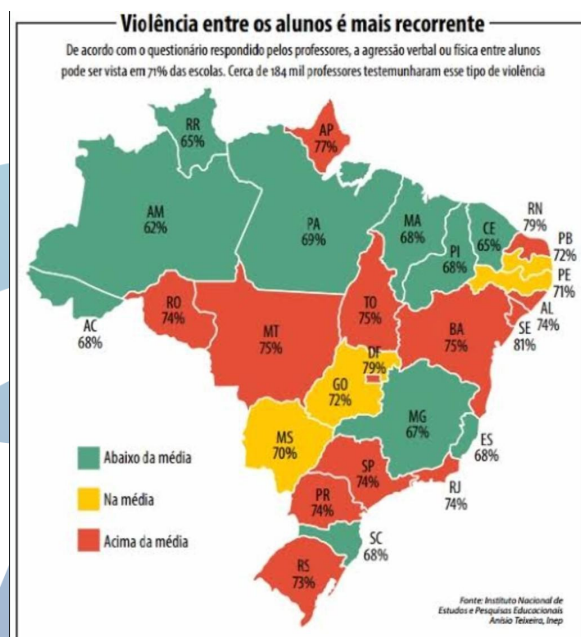 Violência entre os alunos é mais recorrente
De acordo com o questionário respondido pelos professores, a agressão verbal ou física entre alunos
pode ser vista em 71% das escolas. Cerca de 184 mil professores testemunharam esse tipo de violência
RR
65%
AP
77%
AM
62%
PA
69%
MA
68%
PI
68%
CE
65%
RN
79%
PB
72%
PE
71%
AL
74%
SE
81%
AC
68%
RO
74%
MT
75%
TO
75%
BA
75%
DF
79%
GO
72%
MG
67%
ES
68%
MS
70%
SP
74%
RJ
74%
PR
74%
SC
68%
RS
73%
Abaixo da média
Na média
Acima da média
Fonte: Instituto Nacional de
Estudos e Pesquisas Educacionais
Anísio Teixeira, Inep